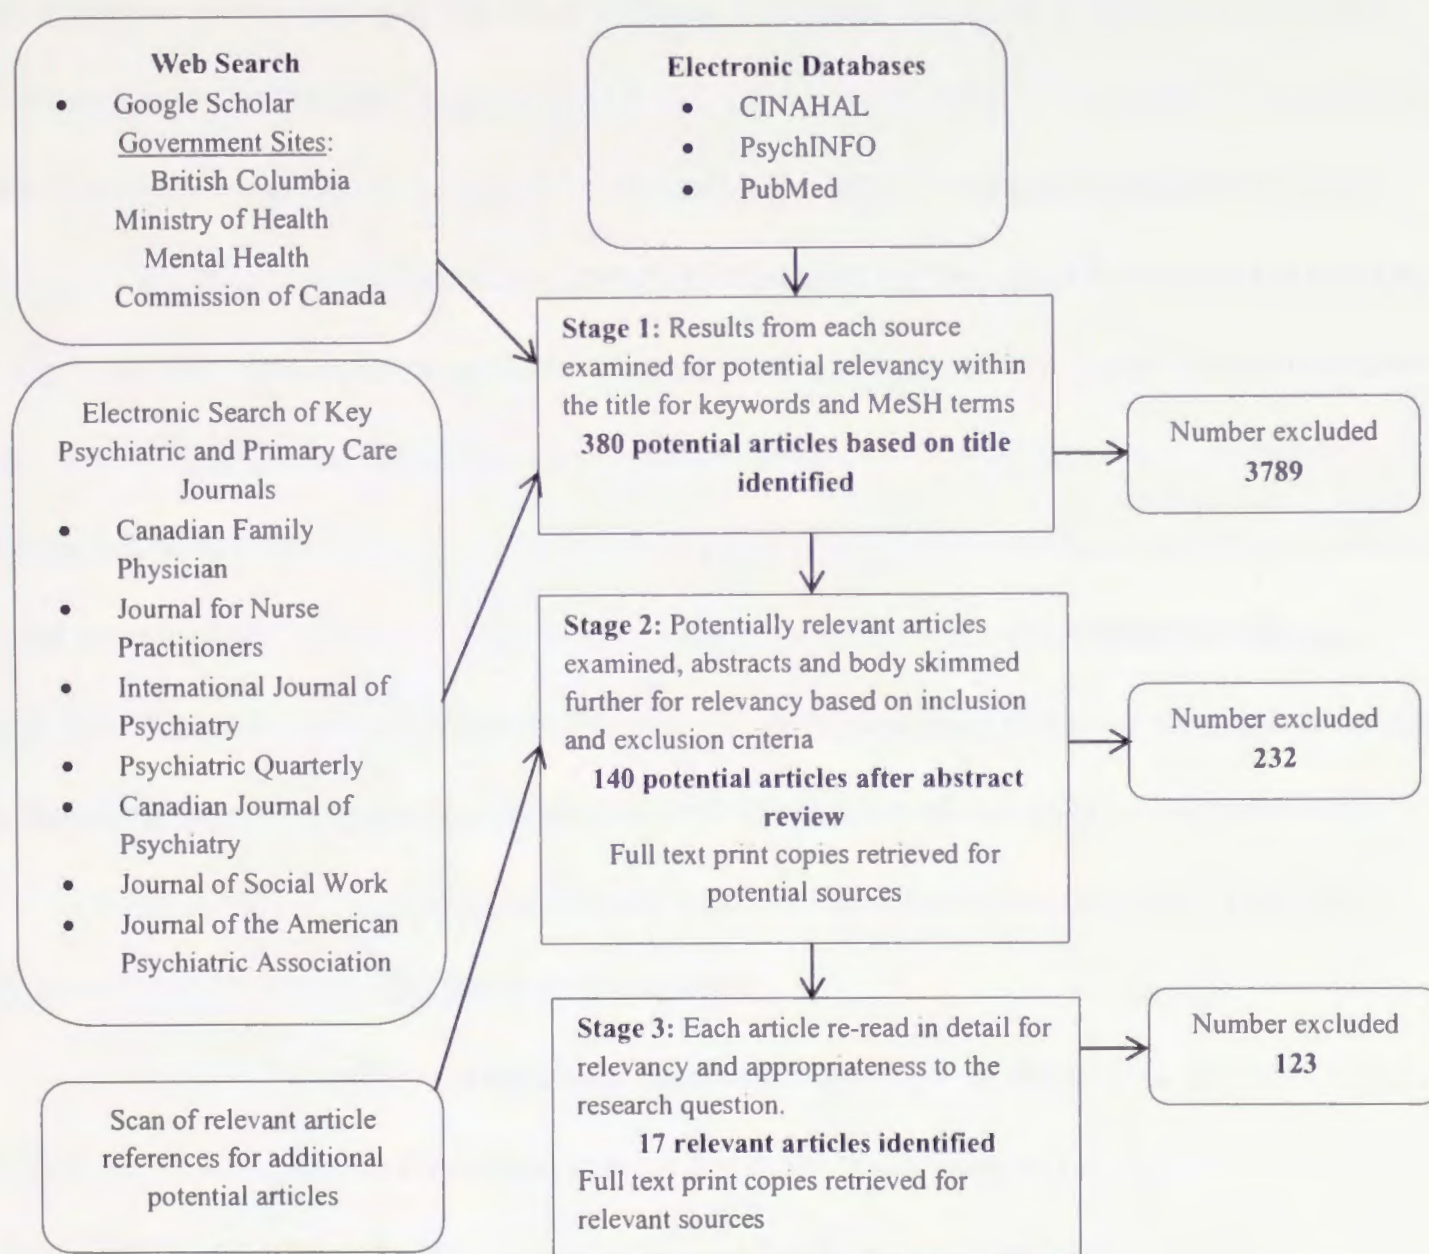 Web Search
• Google Scholar
Government Sites:
British Columbia
Ministry of Health
Mental Health
Commission of Canada
Electronic Databases
• CINAHAL
• PsychINFO
• PubMed
Stage 1: Results from each source
examined for potential relevancy within
the title for keywords and MeSH terms
380 potential articles based on title
identified
Number excluded
3789
Electronic Search of Key
Psychiatric and Primary Care
Journals
• Canadian Family
Physician
• Journal for Nurse
Practitioners
• International Journal of
Psychiatry
• Psychiatric Quarterly
• Canadian Journal of
Psychiatry
• Journal of Social Work
• Journal of the American
Psychiatric Association
Stage 2: Potentially relevant articles
examined, abstracts and body skimmed
further for relevancy based on inclusion
and exclusion criteria
140 potential articles after abstract
review
Full text print copies retrieved for
potential sources
Number excluded
232
Scan of relevant article
references for additional
potential articles
Stage 3: Each article re-read in detail for
relevancy and appropriateness to the
research question.
17 relevant articles identified
Full text print copies retrieved for
relevant sources
Number excluded
123